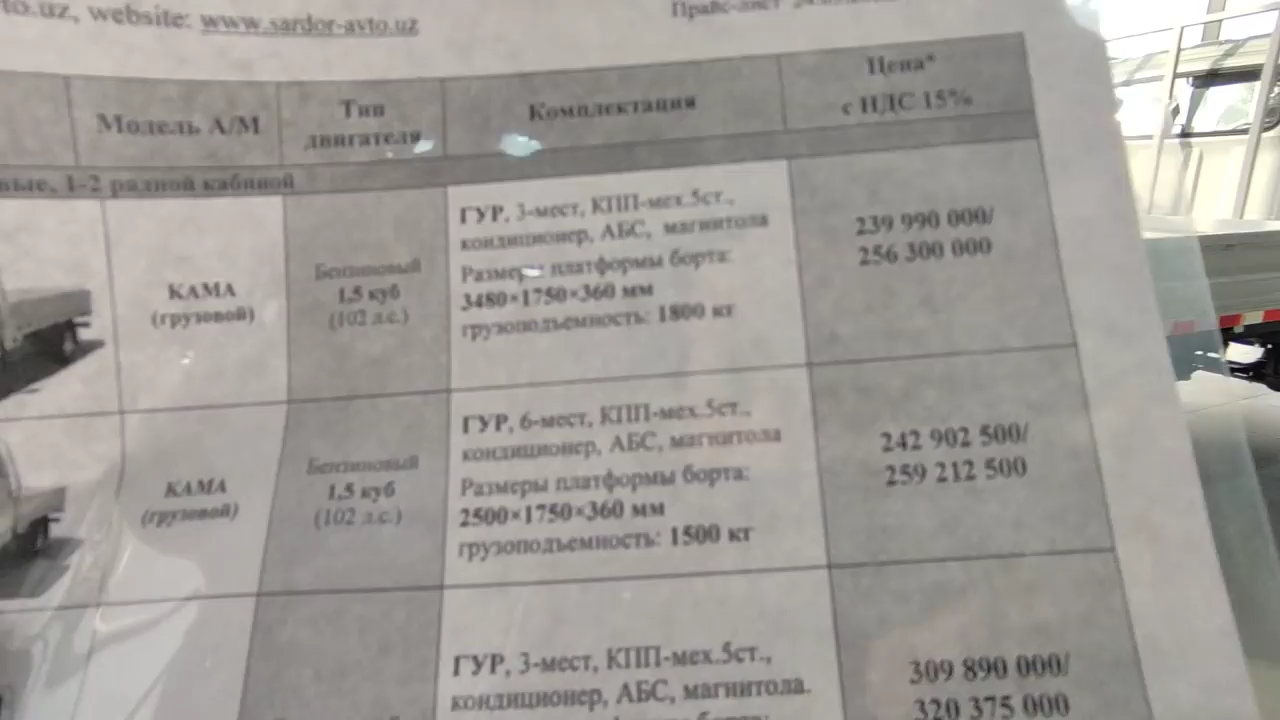 to.uz, website: www.sardor-avto.uz
Прайс-лист
Модель А/М
Тип
двигателя
Комплектация
Цена*
с НДС 15%
вые, 1-2 рядной кабиной
КАМА
(грузовой)
Бензиновый
1,5 куб
(102 л.с.)
ГУР, 3-мест, КПП-мех.5ст.,
кондиционер, АБС, магнитола
Размеры платформы борта:
3480×1750×360 мм
грузоподъемность: 1800 кг
239 990 000/
256 300 000
КАМА
(грузовой)
Бензиновый
1,5 куб
(102 л.с.)
ГУР, 6-мест, КПП-мех.5ст.,
кондиционер, АБС, магнитола
Размеры платформы борта:
2500×1750×360 мм
грузоподъемность: 1500 кг
242 902 500/
259 212 500
ГУР, 3-мест, КПП-мех.5ст.,
кондиционер, АБС, магнитола.
309 890 000/
320 375 000